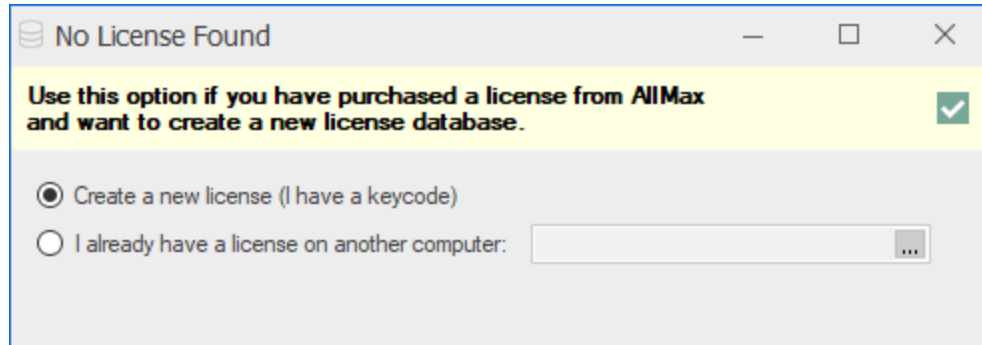 No License Found
Use this option if you have purchased a license from AllMax
and want to create a new license database.
Create a new license (I have a keycode)
I already have a license on another computer:
...